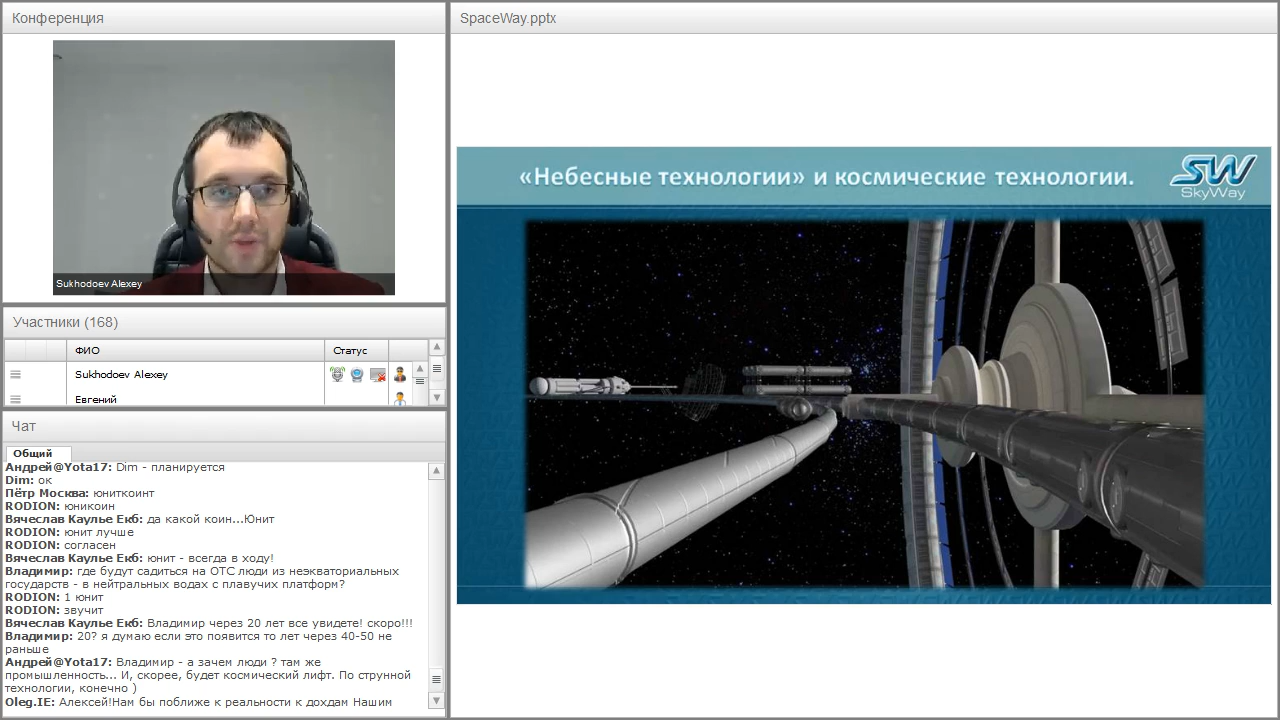 Конференция
Sukhodoev Alexey
Участники (168)
ФИО
Статус
Sukhodoev Alexey
Евгений
Чат
Общий
Андрей@Yota17: Dim - планируется
Dim: ок
Пётр Москва: юниткоинт
RODION: юникоин
Вячеслав Каулье Екб: да какой коин...Юнит
RODION: юнит лучше
RODION: согласен
Вячеслав Каулье Екб: юнит - всегда в ходу!
Владимир: где будут садиться на ОТС люди из неэкваториальных
государств - в нейтральных водах с плавучих платформ?
RODION: 1 юнит
RODION: звучит
Вячеслав Каулье Екб: Владимир через 20 лет все увидете! скоро!!!
Владимир: 20? я думаю если это появится то лет через 40-50 не
раньше
Андрей@Yota17: Владимир - а зачем люди ? там же
промышленность... И, скорее, будет космический лифт. По струнной
технологии, конечно )
Oleg.IE: Алексей!Нам бы поближе к реальности к дохдам Нашим
SpaceWay.pptx
«Небесные технологии» и космические технологии.
SW
SkyWay